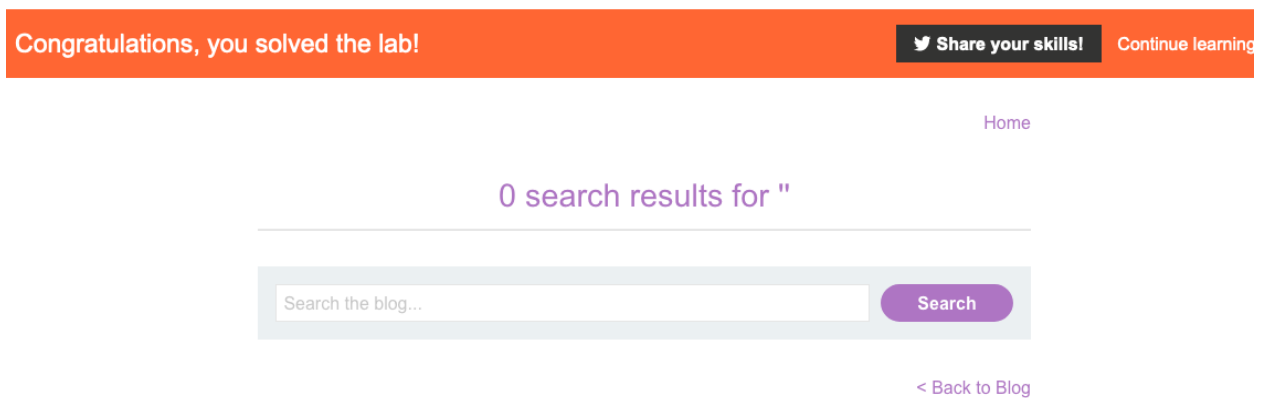 Congratulations, you solved the lab!
Share your skills!
Continue learning
Home
0 search results for ''
Search the blog...
Search
< Back to Blog